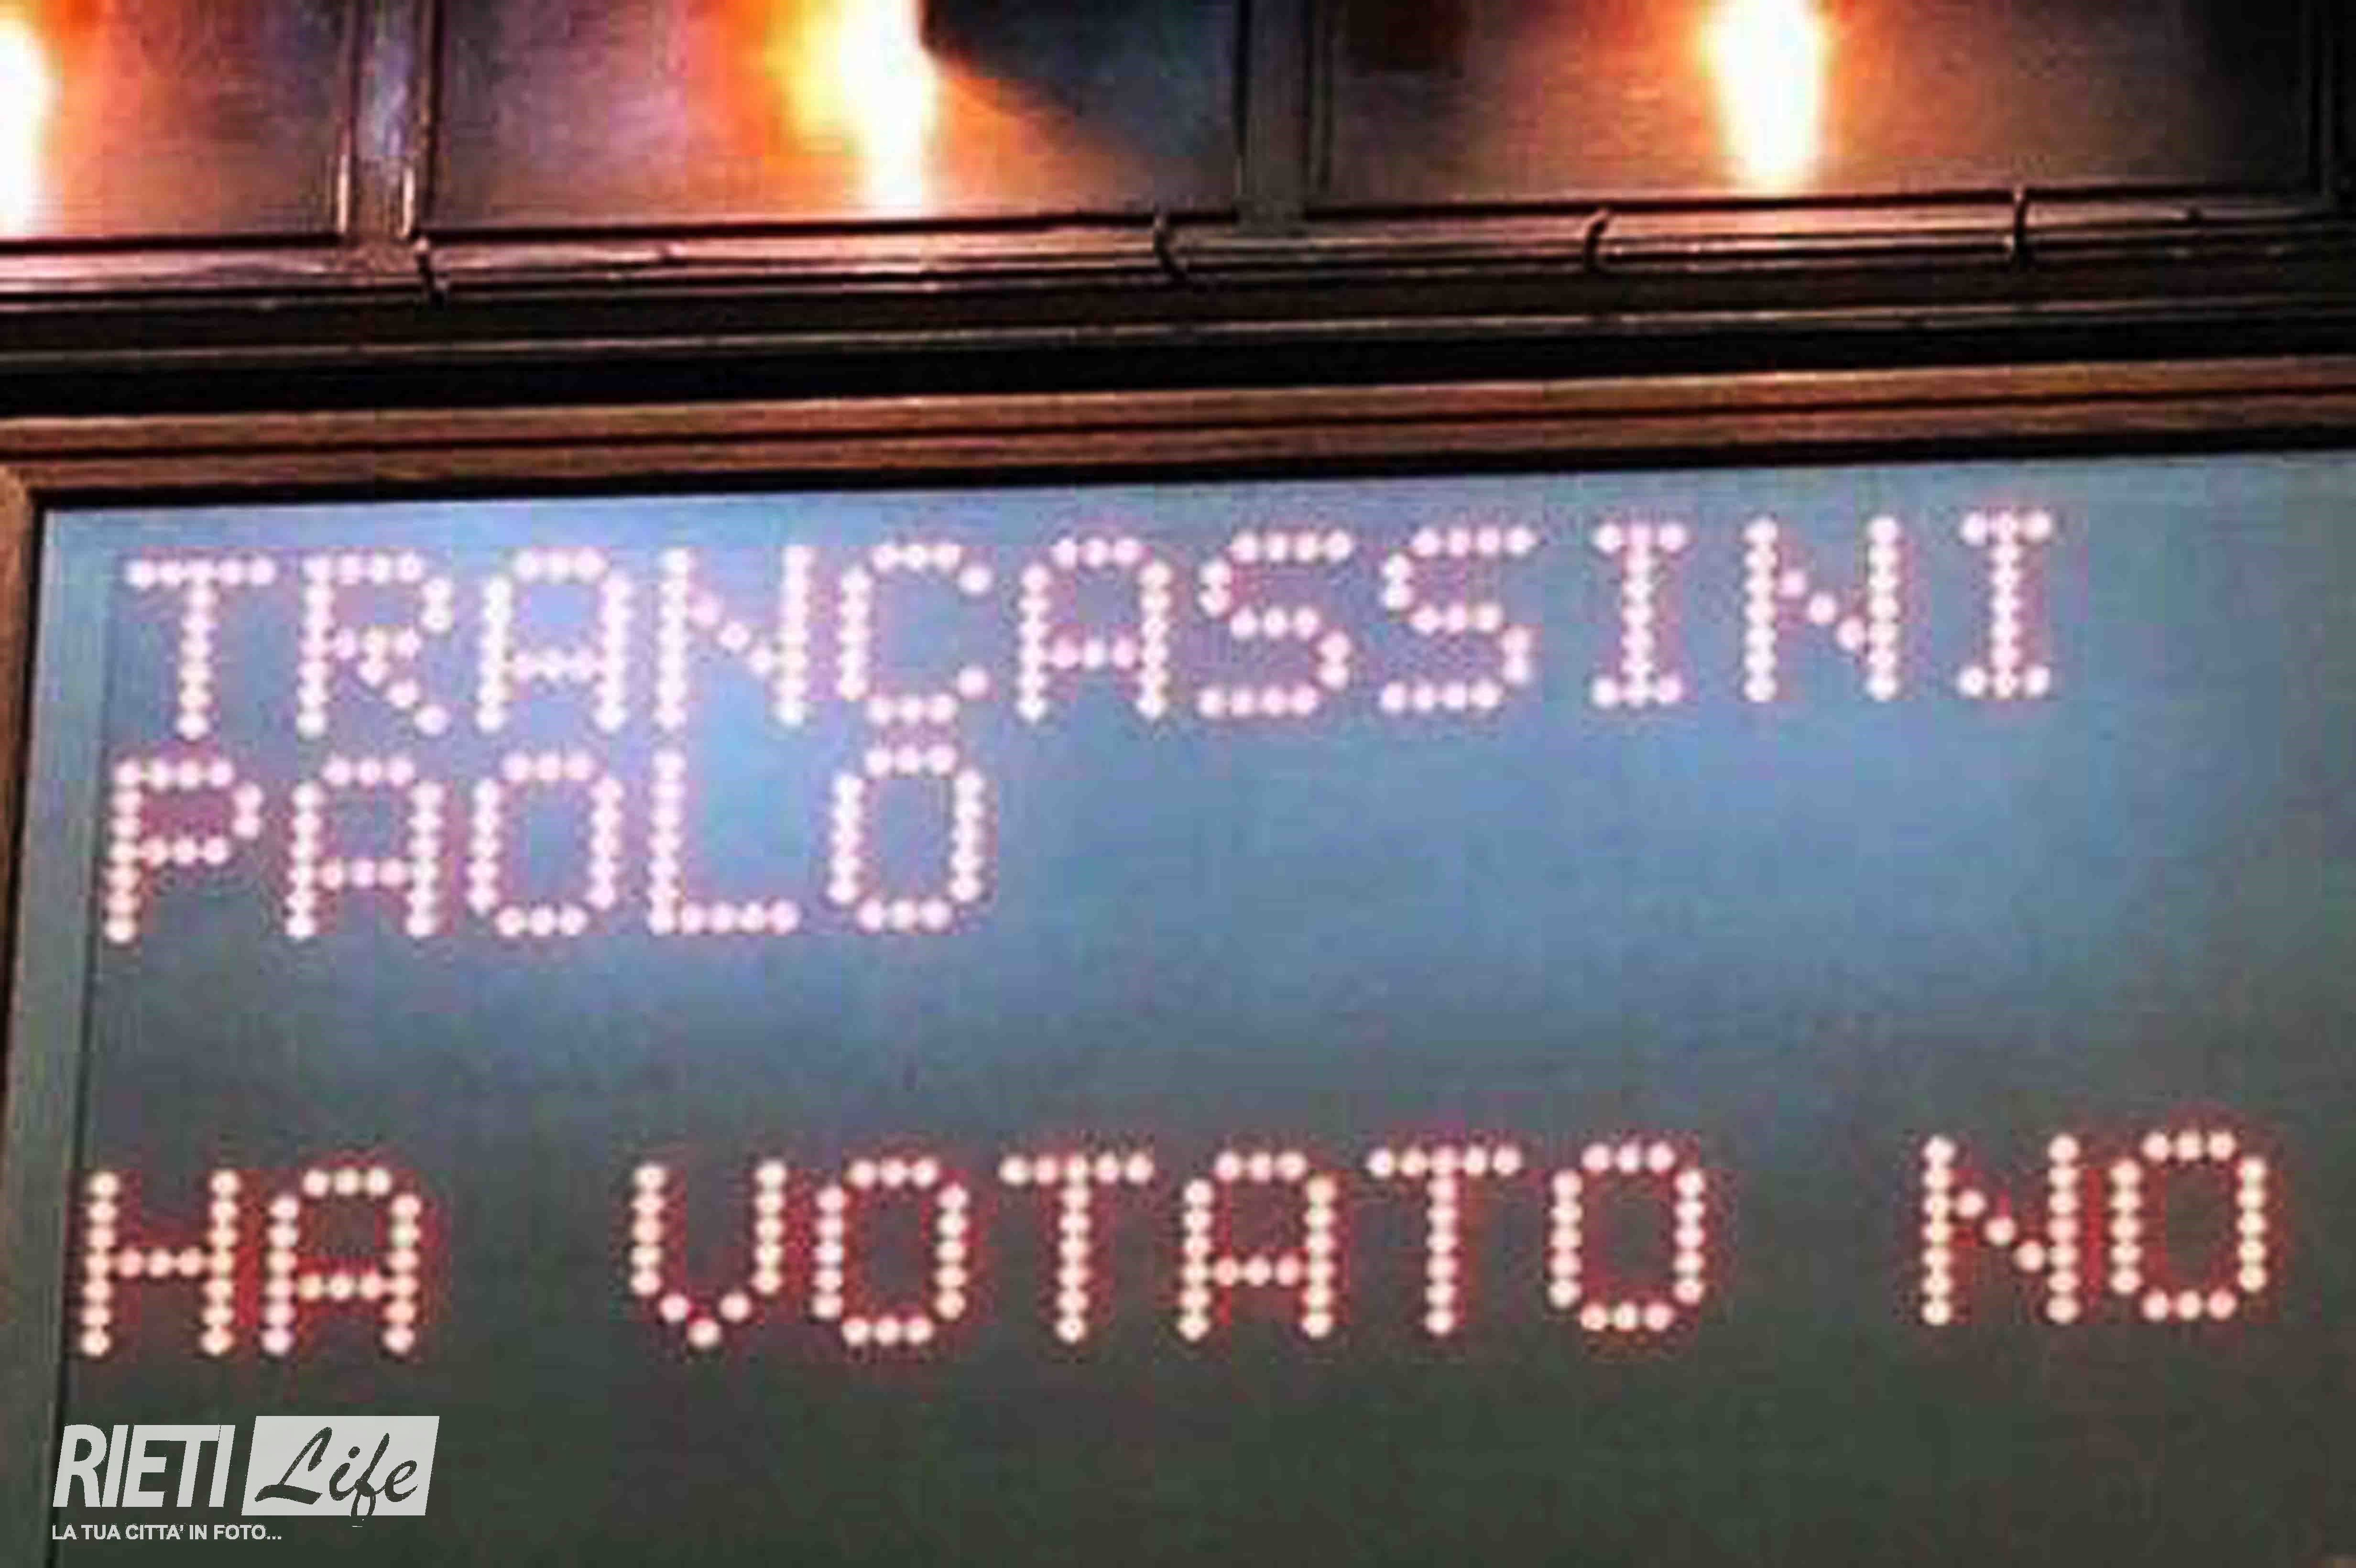 TRANCASSINI
PAOLO
HA VOTATO NO
RIETI Life
LA TUA CITTA' IN FOTO...